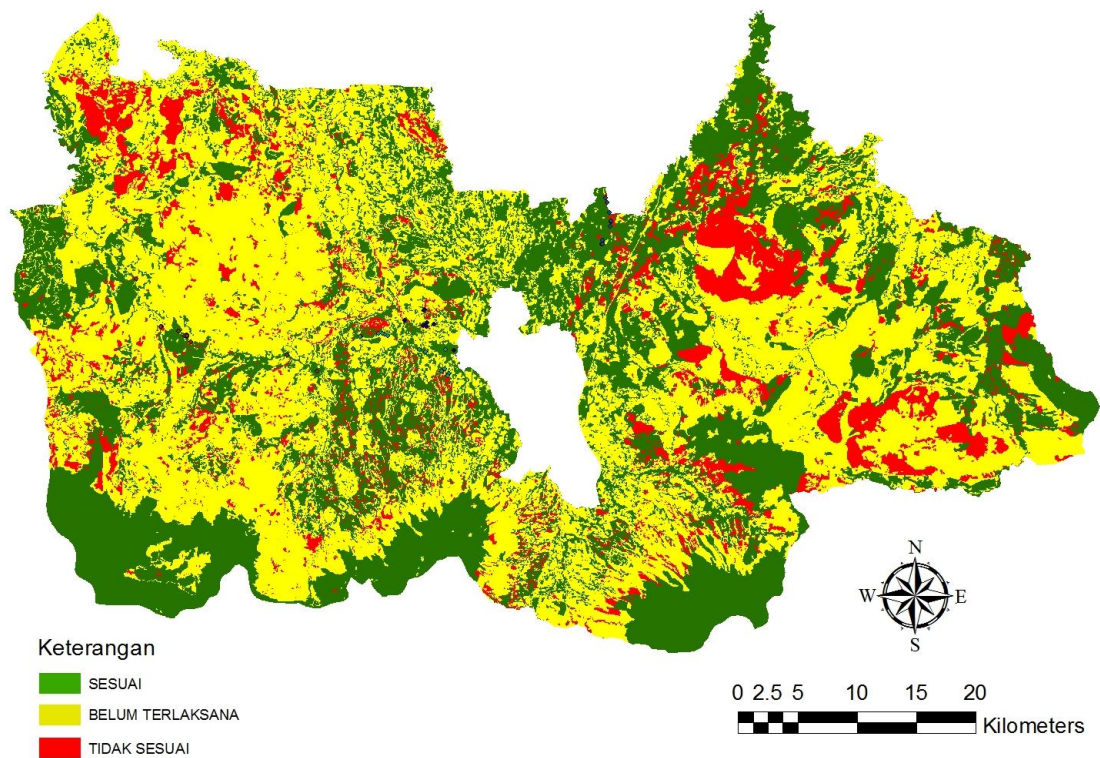 N
W E
S
Keterangan
SESUAI
BELUM TERLAKSANA
TIDAK SESUAI
0 2.5 5 10 15 20
Kilometers